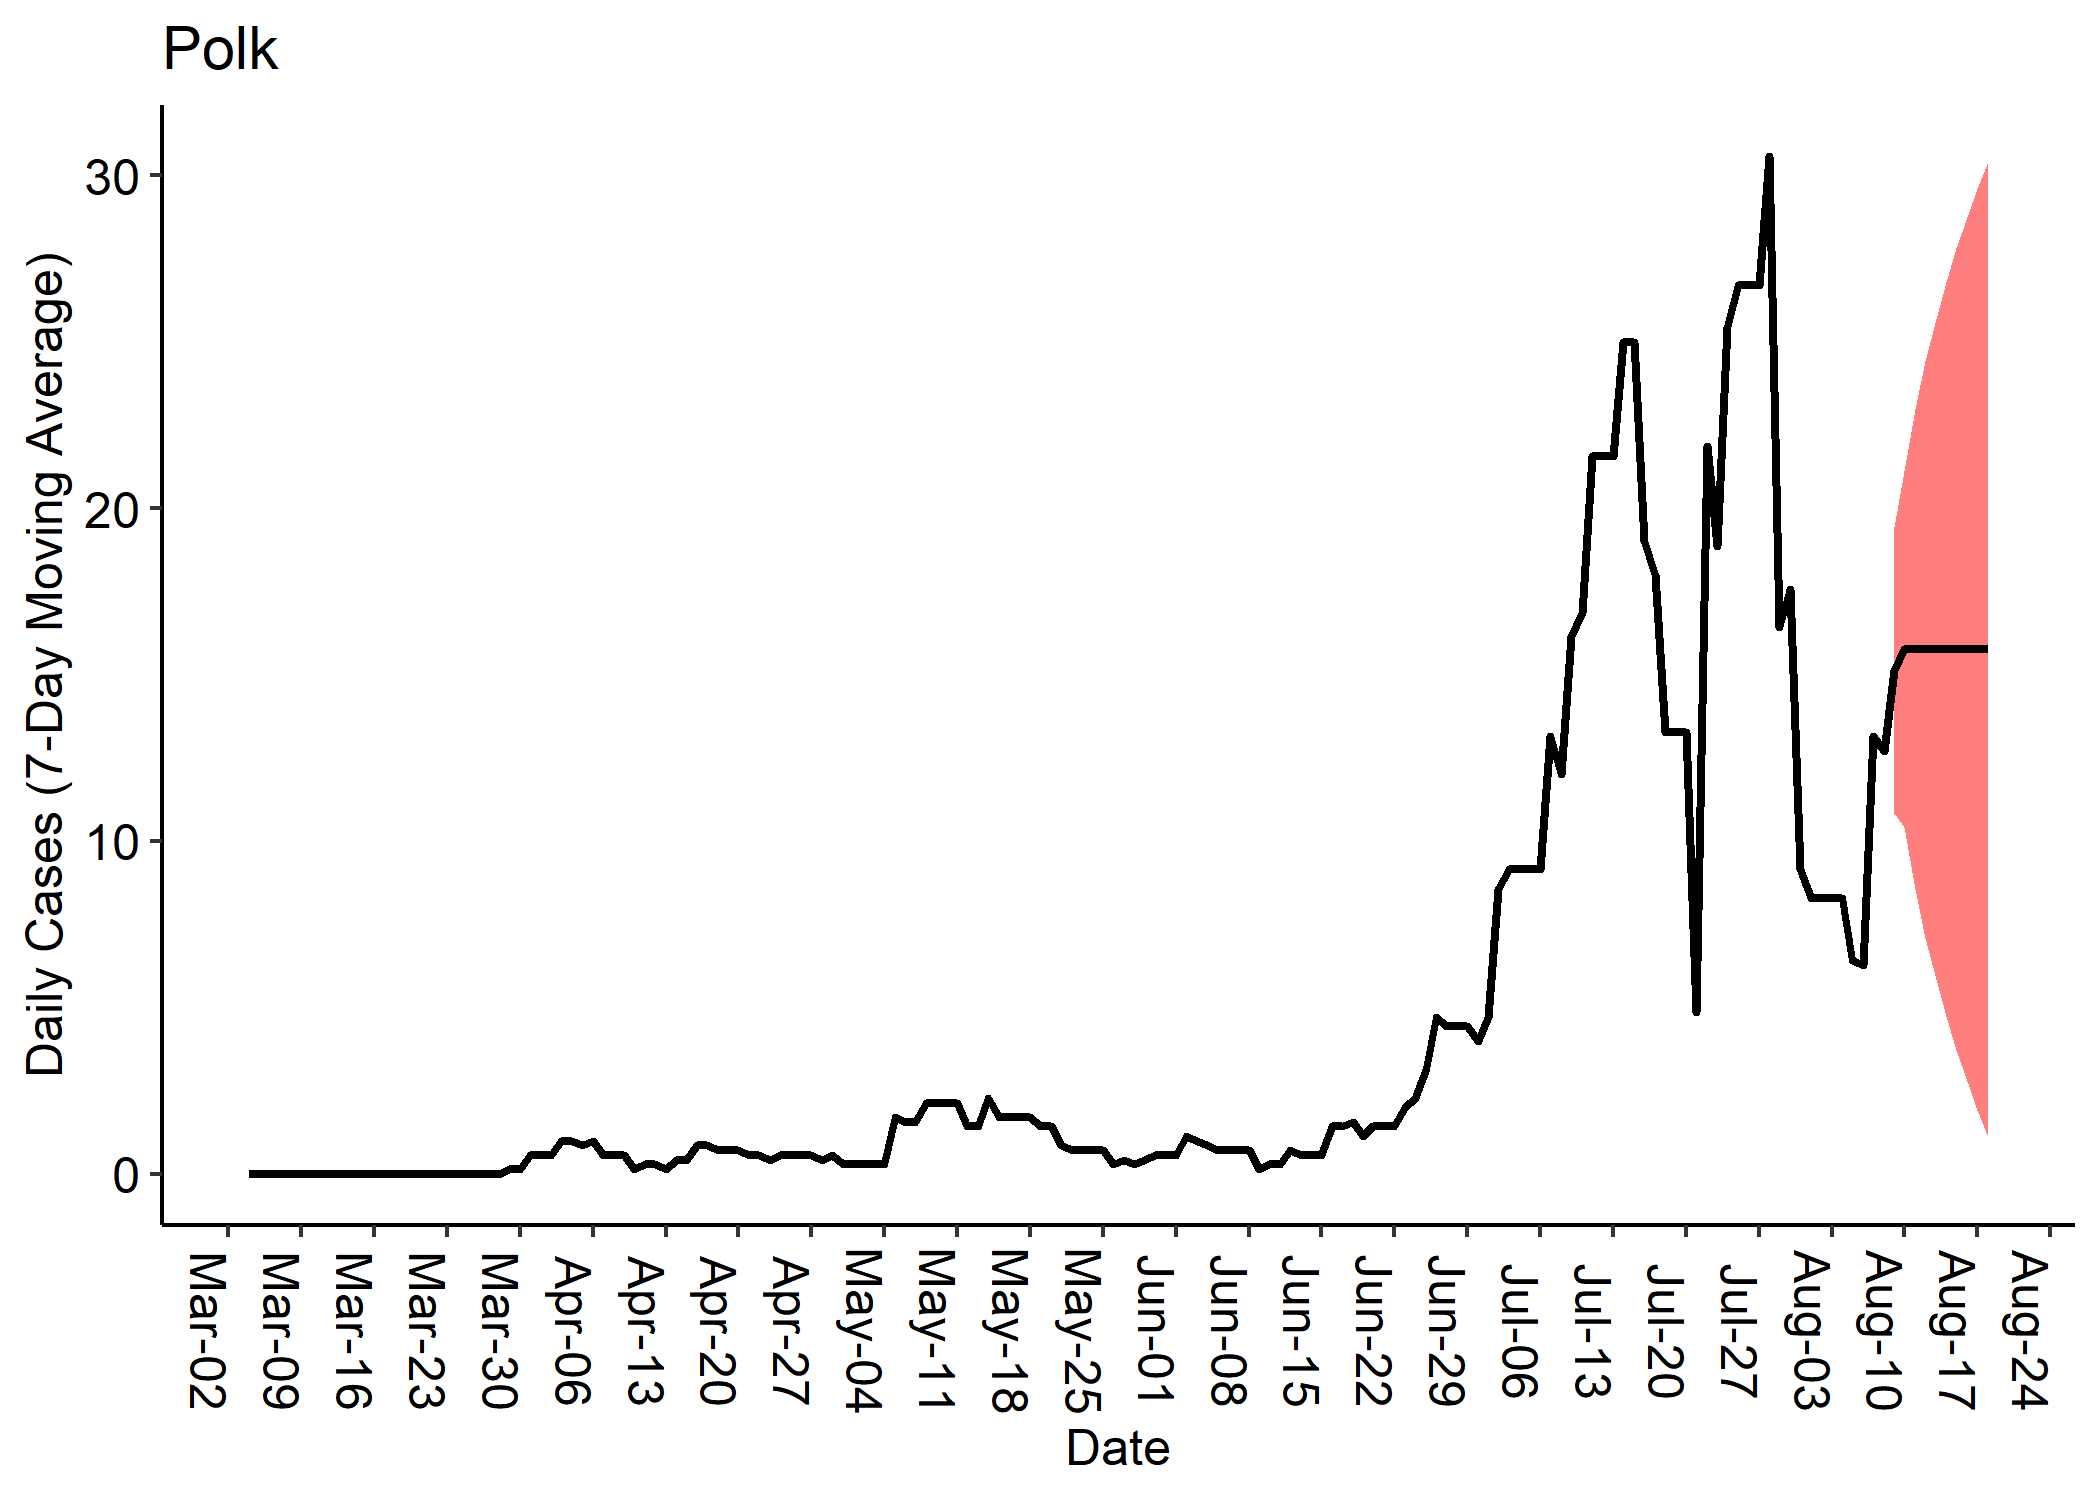 Polk
Daily Cases (7-Day Moving Average)
30
20
10
0
Mar-02
Mar-09
Mar-16
Mar-23
Mar-30
Apr-06
Apr-13
Apr-20
Apr-27
May-04
May-11
May-18
May-25
Jun-01
Jun-08
Jun-15
Jun-22
Jun-29
Jul-06
Jul-13
Jul-20
Jul-27
Aug-03
Aug-10
Aug-17
Aug-24
Date